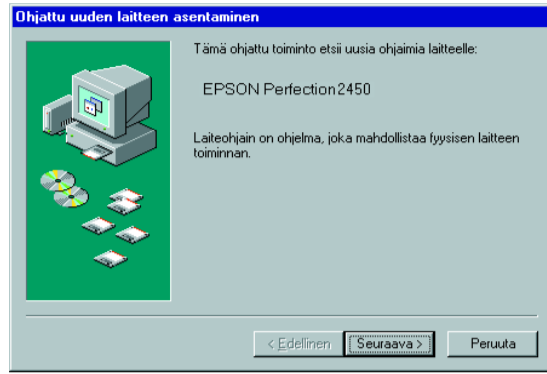 Ohjattu uuden laitteen asentaminen
Tämä ohjattu toiminto etsii uusia ohjaimia laitteelle:
EPSON Perfection2450
Laiteohjain on ohjelma, joka mahdollistaa fyysisen laitteen
toiminnan.
< Edellinen Seuraava > Peruuta